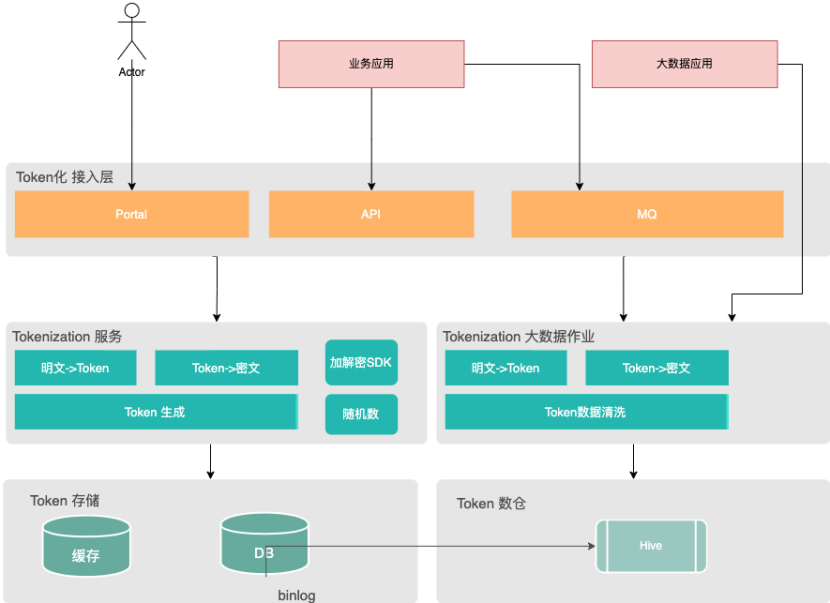 Actor
业务应用
大数据应用
Token化 接入层
Portal
API
MQ
Tokenization 服务
明文->Token
Token->密文
加解密SDK
Token 生成
随机数
Tokenization 大数据作业
明文->Token
Token->密文
Token数据清洗
Token 存储
缓存
DB
binlog
Token 数仓
Hive